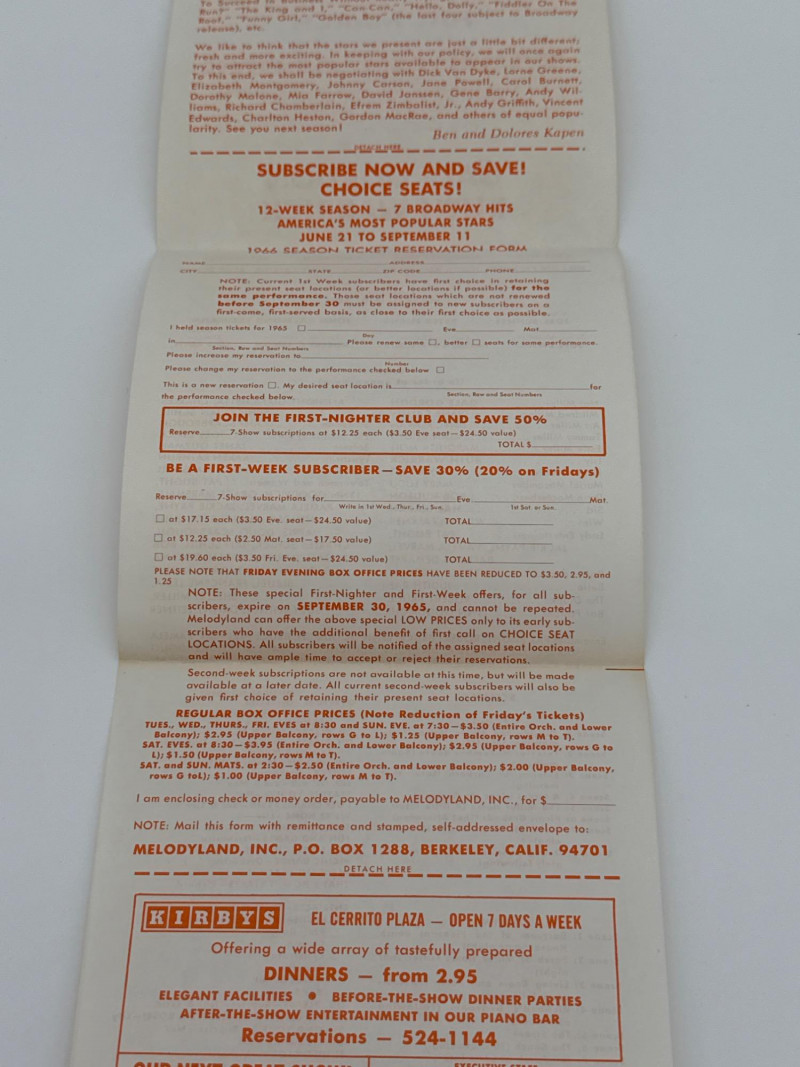 To Succeed in Business Without
Run?" "The King and I," "Can-Can," "Hello, Dolly," "Fiddler On The
Roof," "Funny Girl," "Golden Boy" (the last four subject to Broadway
release), etc.
We like to think that the stars we present are just a little bit different;
fresh and more exciting. In keeping with our policy, we will once again
try to attract the most popular stars available to appear in our shows.
To this end, we shall be negotiating with Dick Van Dyke, Lorne Greene,
Elizabeth Montgomery, Johnny Carson, Jane Powell, Carol Burnett,
Dorothy Malone, Mia Farrow, David Janssen, Gene Barry, Andy Wil-
liams, Richard Chamberlain, Efrem Zimbalist, Jr., Andy Griffith, Vincent
Edwards, Charlton Heston, Gordon MacRae, and others of equal popu-
larity. See you next season!
Ben and Dolores Kapen
DETACH HERE
SUBSCRIBE NOW AND SAVE!
CHOICE SEATS!
12-WEEK SEASON — 7 BROADWAY HITS
AMERICA'S MOST POPULAR STARS
JUNE 21 TO SEPTEMBER 11
1966 SEASON TICKET RESERVATION FORM
NAME ADDRESS
CITY STATE ZIP CODE PHONE
NOTE: Current 1st Week subscribers have first choice in retaining
their present seat locations (or better locations if possible) for the
same performance. Those seat locations which are not renewed
before September 30 must be assigned to new subscribers on a
first-come, first-served basis, as close to their first choice as possible.
I held season tickets for 1965 ☐ Eve. Mat.
Day
in Please renew same ☐, better ☐ seats for same performance.
Section, Row and Seat Numbers
Please increase my reservation to
Number
Please change my reservation to the performance checked below ☐
This is a new reservation ☐. My desired seat location is for
Section, Row and Seat Numbers
the performance checked below.
JOIN THE FIRST-NIGHTER CLUB AND SAVE 50%
Reserve 7-Show subscriptions at $12.25 each ($3.50 Eve seat—$24.50 value)
TOTAL $
BE A FIRST-WEEK SUBSCRIBER—SAVE 30% (20% on Fridays)
Reserve 7-Show subscriptions for Eve Mat.
Write in 1st Wed., Thur., Fri., Sun. 1st Sat. or Sun.
☐ at $17.15 each ($3.50 Eve. seat—$24.50 value) TOTAL
☐ at $12.25 each ($2.50 Mat. seat—$17.50 value) TOTAL
☐ at $19.60 each ($3.50 Fri. Eve. seat—$24.50 value) TOTAL
PLEASE NOTE THAT FRIDAY EVENING BOX OFFICE PRICES HAVE BEEN REDUCED TO $3.50, 2.95, and
1.25
NOTE: These special First-Nighter and First-Week offers, for all sub-
scribers, expire on SEPTEMBER 30, 1965, and cannot be repeated.
Melodyland can offer the above special LOW PRICES only to its early sub-
scribers who have the additional benefit of first call on CHOICE SEAT
LOCATIONS. All subscribers will be notified of the assigned seat locations
and will have ample time to accept or reject their reservations.
Second-week subscriptions are not available at this time, but will be made
available at a later date. All current second-week subscribers will also be
given first choice of retaining their present seat locations.
REGULAR BOX OFFICE PRICES (Note Reduction of Friday's Tickets)
TUES., WED., THURS., FRI. EVES at 8:30 and SUN. EVE. at 7:30—$3.50 (Entire Orch. and Lower
Balcony); $2.95 (Upper Balcony, rows G to L); $1.25 (Upper Balcony, rows M to T).
SAT. EVES. at 8:30—$3.95 (Entire Orch. and Lower Balcony); $2.95 (Upper Balcony, rows G to
L); $1.50 (Upper Balcony, rows M to T).
SAT. and SUN. MATS. at 2:30—$2.50 (Entire Orch. and Lower Balcony); $2.00 (Upper Balcony,
rows G toL); $1.00 (Upper Balcony, rows M to T).
I am enclosing check or money order, payable to MELODYLAND, INC., for $
NOTE: Mail this form with remittance and stamped, self-addressed envelope to:
MELODYLAND, INC., P.O. BOX 1288, BERKELEY, CALIF. 94701
DETACH HERE
KIRBYS EL CERRITO PLAZA — OPEN 7 DAYS A WEEK
Offering a wide array of tastefully prepared
DINNERS — from 2.95
ELEGANT FACILITIES • BEFORE-THE-SHOW DINNER PARTIES
AFTER-THE-SHOW ENTERTAINMENT IN OUR PIANO BAR
Reservations — 524-1144
OUR NEXT GREAT SHOW EXECUTIVE STAFF